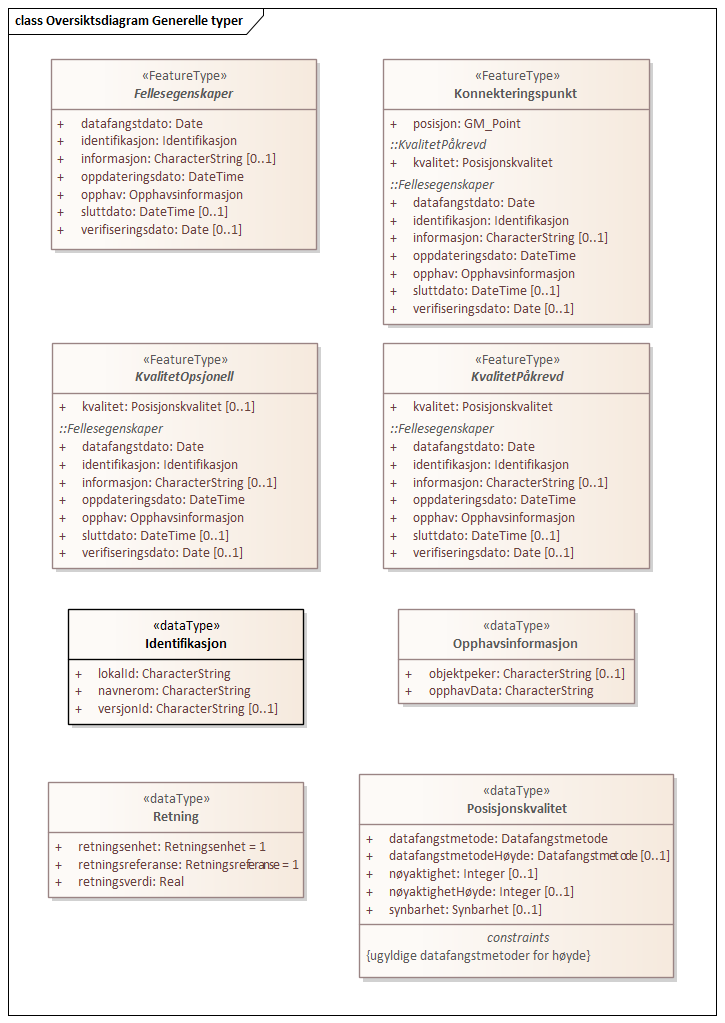 class Oversiktsdiagram Generelle typer
«FeatureType»
Fellesegenskaper
+ datafangstdato: Date
+ identifikasjon: Identifikasjon
+ informasjon: CharacterString [0..1]
+ oppdateringsdato: DateTime
+ opphav: Opphavsinformasjon
+ sluttdato: DateTime [0..1]
+ verifiseringsdato: Date [0..1]
«FeatureType»
Konnekteringspunkt
+ posisjon: GM_Point
::KvalitetPåkrevd
+ kvalitet: Posisjonskvalitet
::Fellesegenskaper
+ datafangstdato: Date
+ identifikasjon: Identifikasjon
+ informasjon: CharacterString [0..1]
+ oppdateringsdato: DateTime
+ opphav: Opphavsinformasjon
+ sluttdato: DateTime [0..1]
+ verifiseringsdato: Date [0..1]
«FeatureType»
KvalitetOpsjonell
+ kvalitet: Posisjonskvalitet [0..1]
::Fellesegenskaper
+ datafangstdato: Date
+ identifikasjon: Identifikasjon
+ informasjon: CharacterString [0..1]
+ oppdateringsdato: DateTime
+ opphav: Opphavsinformasjon
+ sluttdato: DateTime [0..1]
+ verifiseringsdato: Date [0..1]
«FeatureType»
KvalitetPåkrevd
+ kvalitet: Posisjonskvalitet
::Fellesegenskaper
+ datafangstdato: Date
+ identifikasjon: Identifikasjon
+ informasjon: CharacterString [0..1]
+ oppdateringsdato: DateTime
+ opphav: Opphavsinformasjon
+ sluttdato: DateTime [0..1]
+ verifiseringsdato: Date [0..1]
«dataType»
Identifikasjon
+ lokalId: CharacterString
+ navnerom: CharacterString
+ versjonId: CharacterString [0..1]
«dataType»
Opphavsinformasjon
+ objektpeker: CharacterString [0..1]
+ opphavData: CharacterString
«dataType»
Retning
+ retningsenhet: Retningsenhet = 1
+ retningsreferanse: Retningsreferanse = 1
+ retningsverdi: Real
«dataType»
Posisjonskvalitet
+ datafangstmetode: Datafangstmetode
+ datafangstmetodeHøyde: Datafangstmetode [0..1]
+ nøyaktighet: Integer [0..1]
+ nøyaktighetHøyde: Integer [0..1]
+ synbarhet: Synbarhet [0..1]
constraints
{ugyldige datafangstmetoder for høyde}